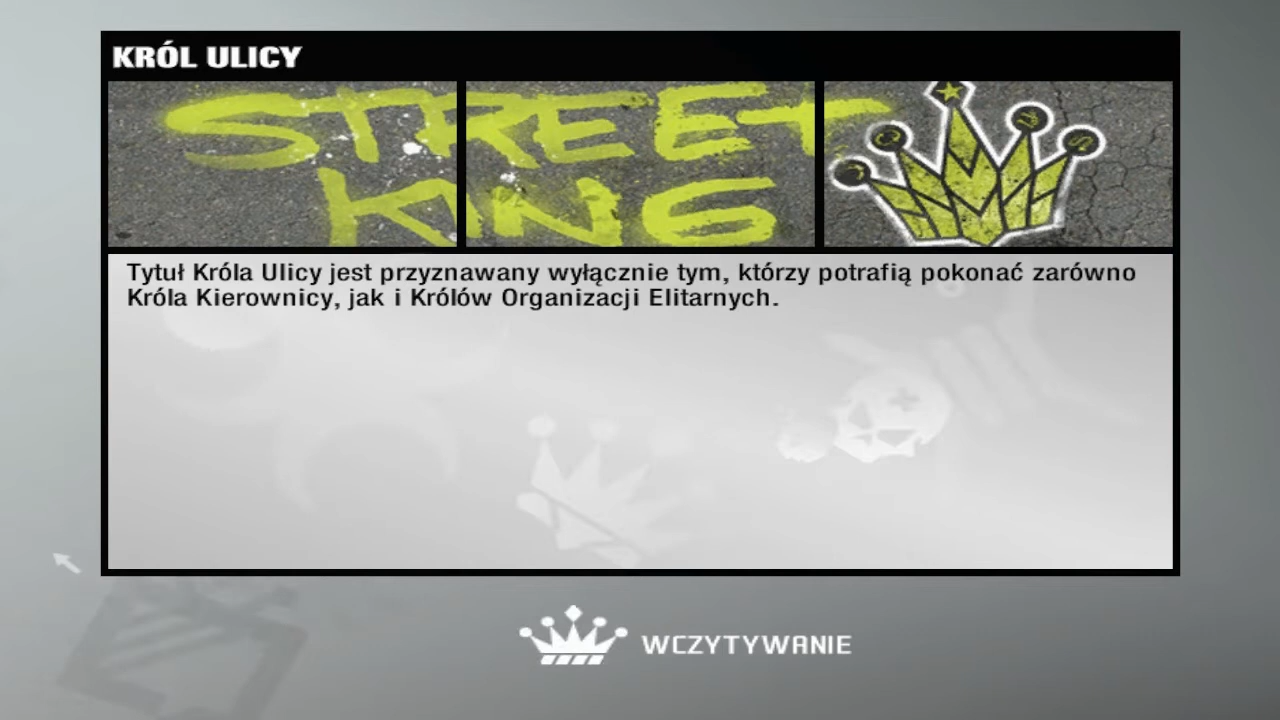 KRÓL ULICY
STREET
KING
Tytuł Króla Ulicy jest przyznawany wyłącznie tym, którzy potrafią pokonać zarówno
Króla Kierownicy, jak i Królów Organizacji Elitarnych.
WCZYTYWANIE